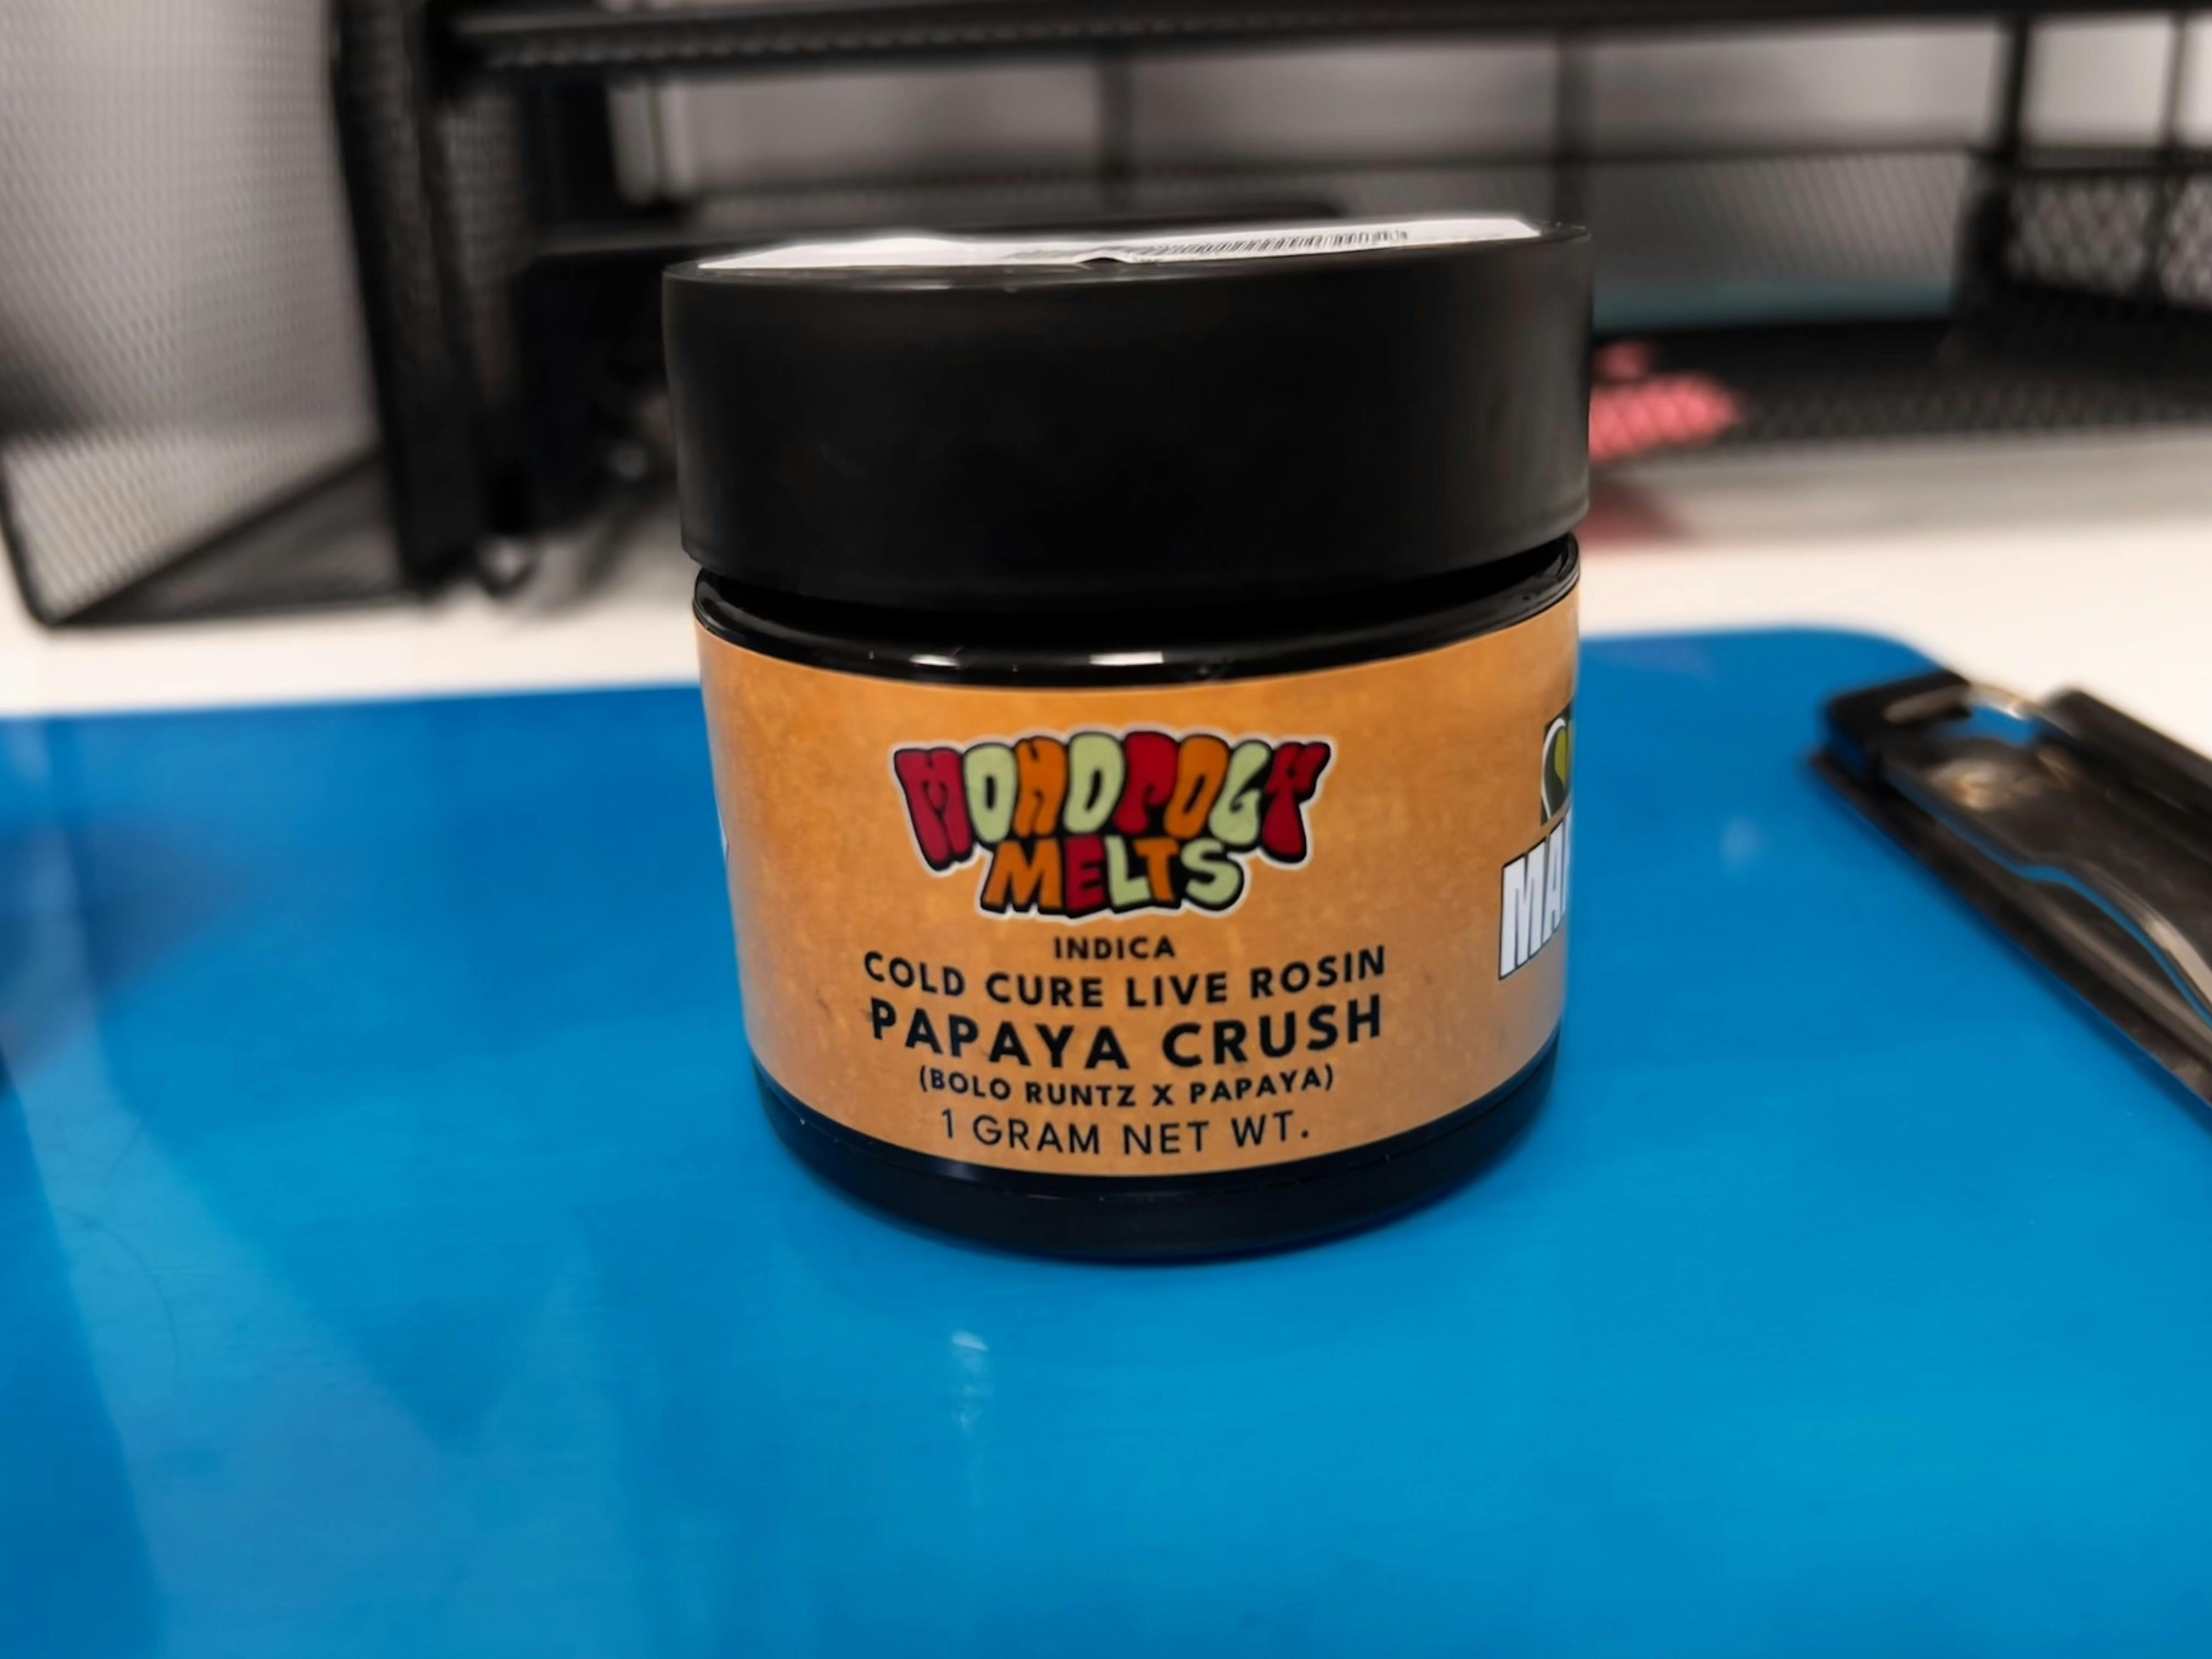 MONOPOLY
MELTS
INDICA
COLD CURE LIVE ROSIN
PAPAYA CRUSH
(BOLO RUNTZ X PAPAYA)
1 GRAM NET WT.